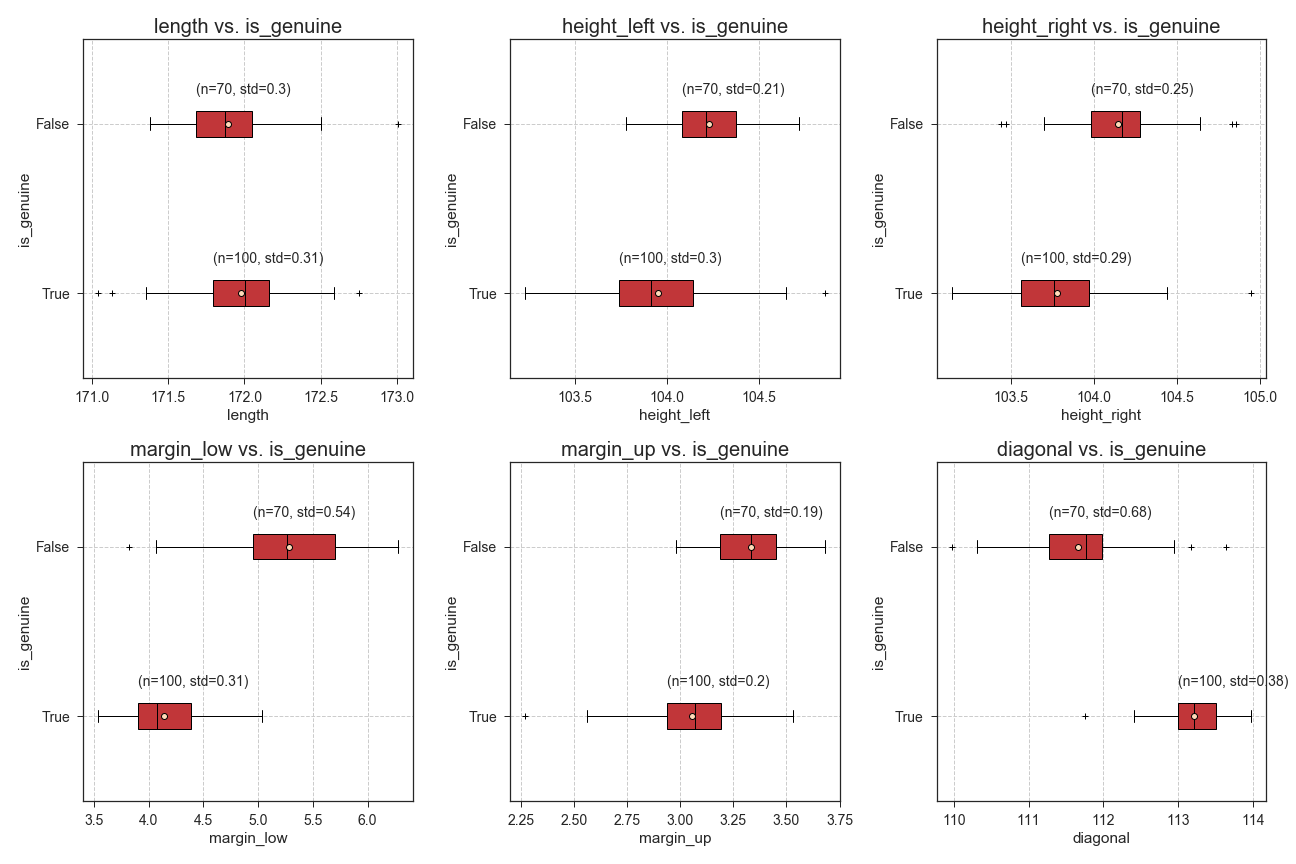 length vs. is_genuine
(n=70, std=0.3)
False
(n=100, std=0.31)
True
is_genuine
171.0 171.5 172.0 172.5 173.0
length
height_left vs. is_genuine
(n=70, std=0.21)
False
(n=100, std=0.3)
True
is_genuine
103.5 104.0 104.5
height_left
height_right vs. is_genuine
(n=70, std=0.25)
False
(n=100, std=0.29)
True
is_genuine
103.5 104.0 104.5 105.0
height_right
margin_low vs. is_genuine
(n=70, std=0.54)
False
(n=100, std=0.31)
True
is_genuine
3.5 4.0 4.5 5.0 5.5 6.0
margin_low
margin_up vs. is_genuine
(n=70, std=0.19)
False
(n=100, std=0.2)
True
is_genuine
2.25 2.50 2.75 3.00 3.25 3.50 3.75
margin_up
diagonal vs. is_genuine
(n=70, std=0.68)
False
(n=100, std=0.38)
True
is_genuine
110 111 112 113 114
diagonal